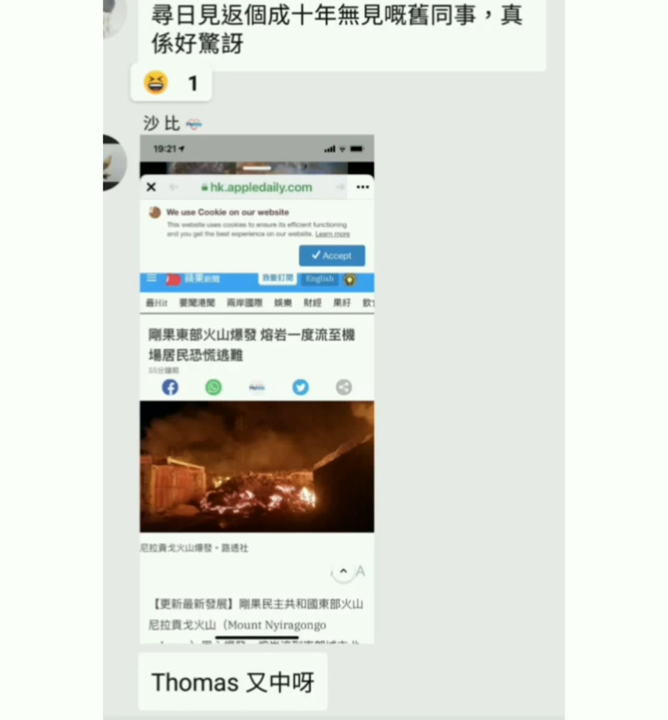 尋日見返個成十年無見嘅舊同事，真
係好驚訝
😆 1
沙比
19:21
hk.appledaily.com
We use Cookie on our website
This website uses cookies to ensure its efficient functioning
and you get the best experience on our website. Learn more
✓ Accept
蘋果新聞 English
最Hit 要聞港聞 兩岸國際 娛樂 財經 果籽 飲食
剛果東部火山爆發 熔岩一度流至機
場居民恐慌逃難
55分鐘前
尼拉貢戈火山爆發。路透社
A
【更新最新發展】剛果民主共和國東部火山
尼拉貢戈火山（Mount Nyiragongo
Thomas 又中呀